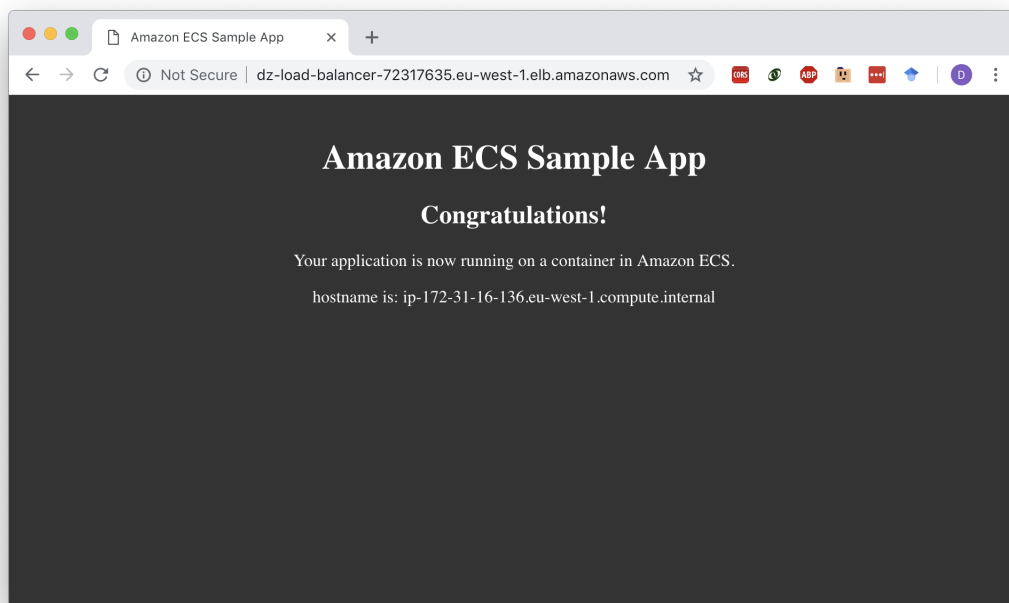 Amazon ECS Sample App
Not Secure dz-load-balancer-72317635.eu-west-1.elb.amazonaws.com CORS ABP D
Amazon ECS Sample App
Congratulations!
Your application is now running on a container in Amazon ECS.
hostname is: ip-172-31-16-136.eu-west-1.compute.internal